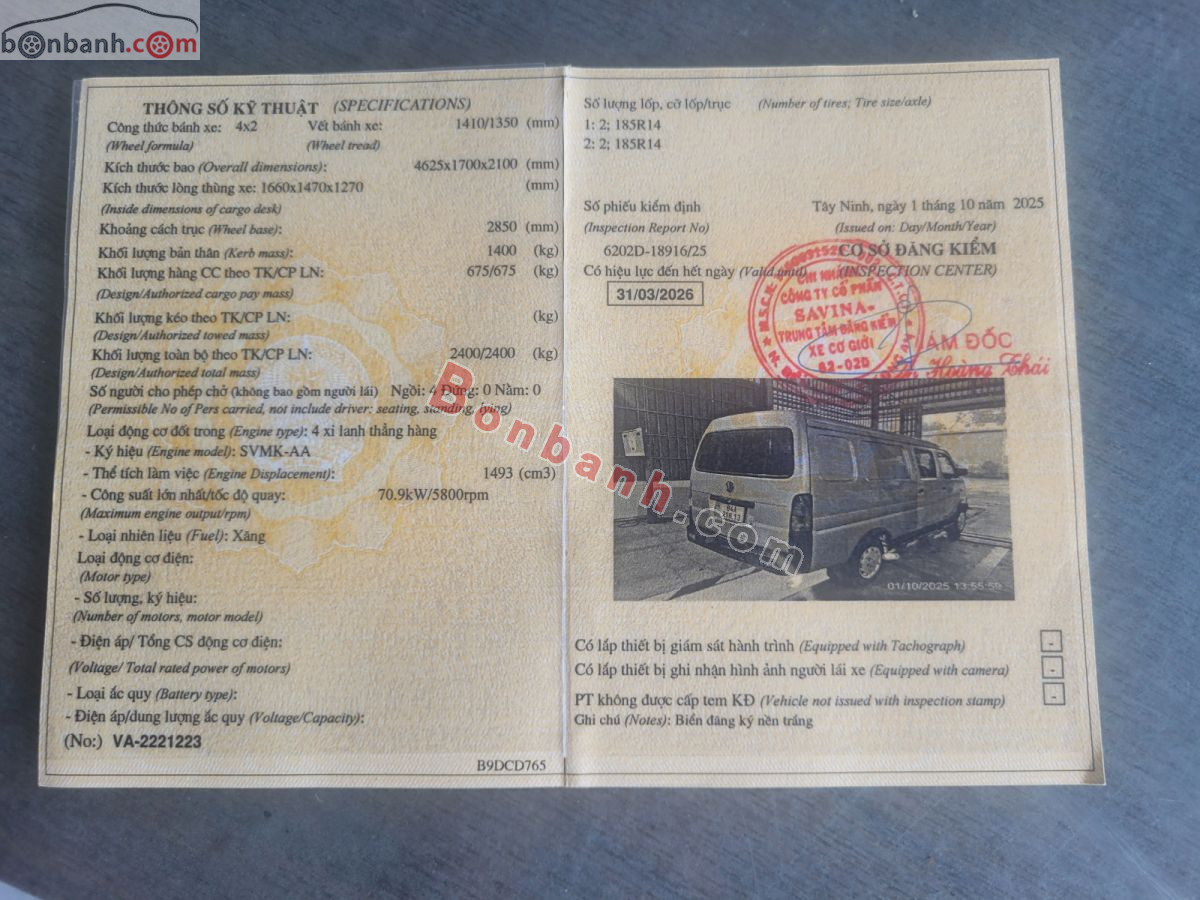 bonbanh.com
THÔNG SỐ KỸ THUẬT (SPECIFICATIONS)
Công thức bánh xe: 4x2 Vết bánh xe: 1410/1350 (mm)
(Wheel formula) (Wheel tread)
Kích thước bao (Overall dimensions): 4625x1700x2100 (mm)
Kích thước lòng thùng xe: 1660x1470x1270 (mm)
(Inside dimensions of cargo desk)
Khoảng cách trục (Wheel base): 2850 (mm)
Khối lượng bản thân (Kerb mass): 1400 (kg)
Khối lượng hàng CC theo TK/CP LN: 675/675 (kg)
(Design/Authorized cargo pay mass)
Khối lượng kéo theo TK/CP LN: (kg)
(Design/Authorized towed mass)
Khối lượng toàn bộ theo TK/CP LN: 2400/2400 (kg)
(Design/Authorized total mass)
Số người cho phép chở (không bao gồm người lái) Ngồi: 4 Đứng: 0 Nằm: 0
(Permissible No of Pers carried, not include driver: seating, standing, lying)
Loại động cơ đốt trong (Engine type): 4 xi lanh thẳng hàng
- Ký hiệu (Engine model): SVMK-AA
- Thể tích làm việc (Engine Displacement): 1493 (cm3)
- Công suất lớn nhất/tốc độ quay: 70.9kW/5800rpm
(Maximum engine output/rpm)
- Loại nhiên liệu (Fuel): Xăng
Loại động cơ điện:
(Motor type)
- Số lượng, ký hiệu:
(Number of motors, motor model)
- Điện áp/ Tổng CS động cơ điện:
(Voltage/ Total rated power of motors)
- Loại ắc quy (Battery type):
- Điện áp/dung lượng ắc quy (Voltage/Capacity):
(No:) VA-2221223
B9DCD765
Số lượng lốp, cỡ lốp/trục (Number of tires; Tire size/axle)
1: 2; 185R14
2: 2; 185R14
Số phiếu kiểm định Tây Ninh, ngày 1 tháng 10 năm 2025
(Inspection Report No) (Issued on: Day/Month/Year)
6202D-18916/25 CƠ SỞ ĐĂNG KIỂM
Có hiệu lực đến hết ngày (Valid until) (INSPECTION CENTER)
31/03/2026
CHI NHÁNH
CÔNG TY CỔ PHẦN
SAVINA-
TRUNG TÂM ĐĂNG KIỂM
XE CƠ GIỚI
62-02D
ÁM ĐỐC
Hoàng Thái
01/10/2025 13:55:59
Bonbanh.com
Có lắp thiết bị giám sát hành trình (Equipped with Tachograph) -
Có lắp thiết bị ghi nhận hình ảnh người lái xe (Equipped with camera) -
PT không được cấp tem KĐ (Vehicle not issued with inspection stamp) -
Ghi chú (Notes): Biển đăng ký nền trắng